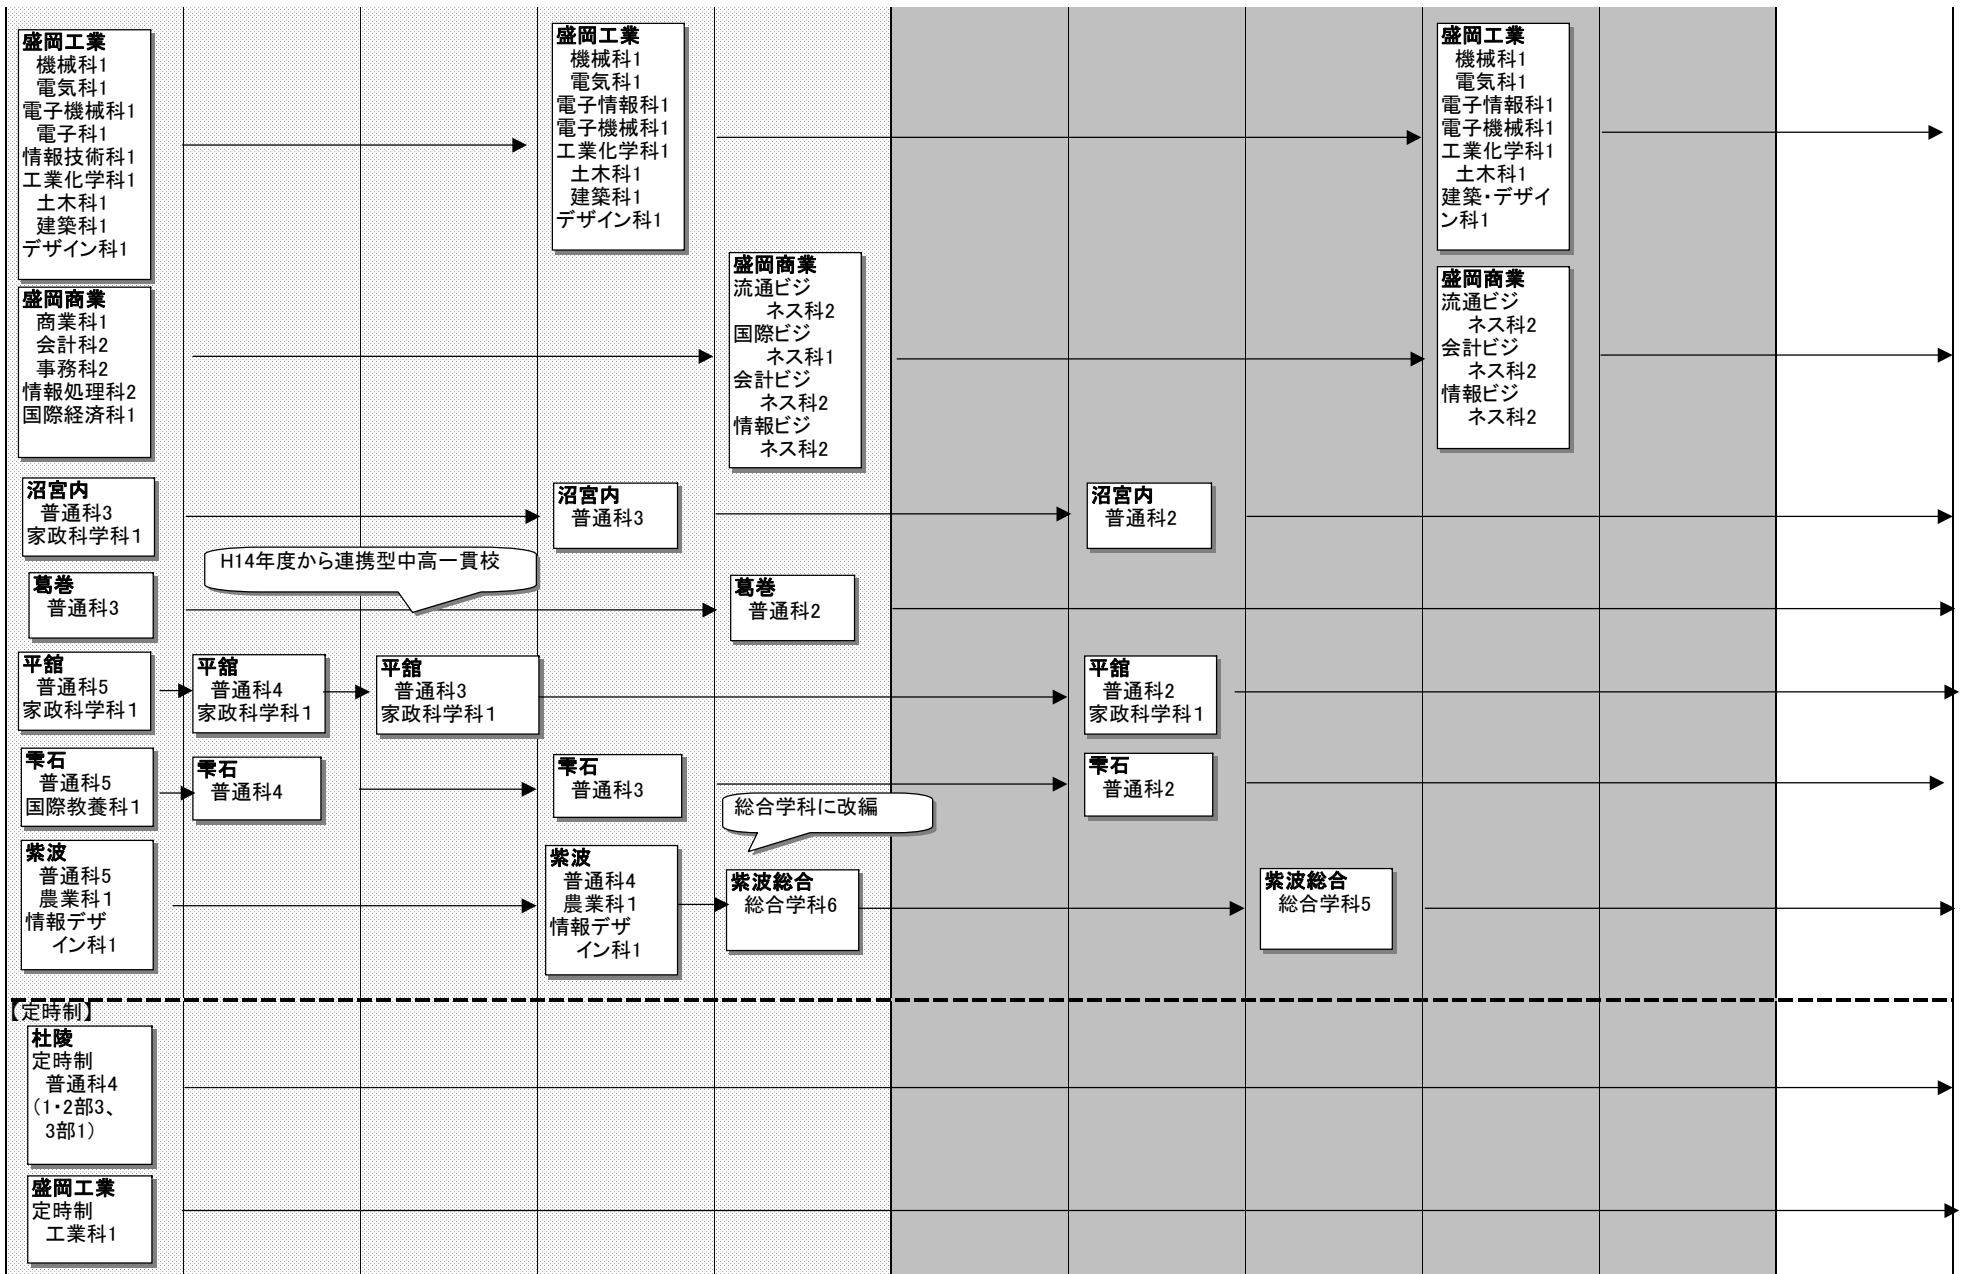 盛岡工業
機械科1
電気科1
電子機械科1
電子科1
情報技術科1
工業化学科1
土木科1
建築科1
デザイン科1
盛岡工業
機械科1
電気科1
電子情報科1
電子機械科1
工業化学科1
土木科1
建築科1
デザイン科1
盛岡工業
機械科1
電気科1
電子情報科1
電子機械科1
工業化学科1
土木科1
建築・デザイ
ン科1
盛岡商業
商業科1
会計科2
事務科2
情報処理科2
国際経済科1
盛岡商業
流通ビジ
ネス科2
国際ビジ
ネス科1
会計ビジ
ネス科2
情報ビジ
ネス科2
盛岡商業
流通ビジ
ネス科2
会計ビジ
ネス科2
情報ビジ
ネス科2
沼宮内
普通科3
家政科学科1
沼宮内
普通科3
沼宮内
普通科2
H14年度から連携型中高一貫校
葛巻
普通科3
葛巻
普通科2
平舘
普通科5
家政科学科1
平舘
普通科4
家政科学科1
平舘
普通科3
家政科学科1
平舘
普通科2
家政科学科1
雫石
普通科5
国際教養科1
雫石
普通科4
雫石
普通科3
雫石
普通科2
総合学科に改編
紫波
普通科5
農業科1
情報デザ
イン科1
紫波
普通科4
農業科1
情報デザ
イン科1
紫波総合
総合学科6
紫波総合
総合学科5
【定時制】
杜陵
定時制
普通科4
(1・2部3、
3部1)
盛岡工業
定時制
工業科1